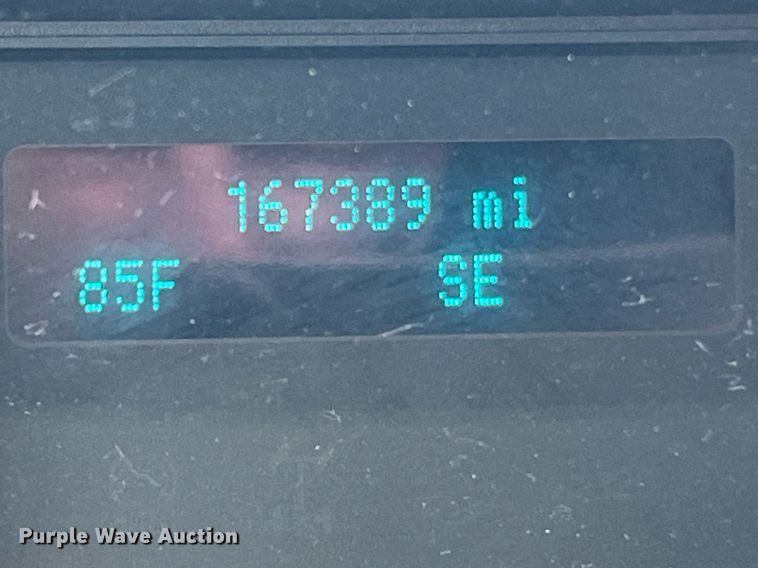 167389 mi
85F SE
Purple Wave Auction